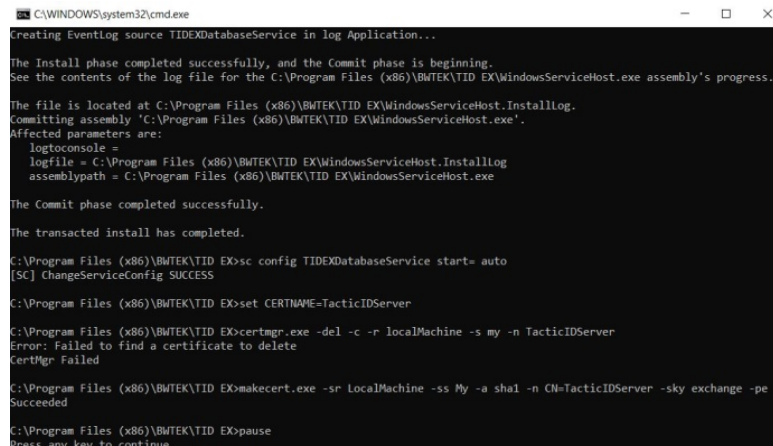 C:\WINDOWS\system32\cmd.exe
Creating EventLog source TIDEXDatabaseService in log Application...
The Install phase completed successfully, and the Commit phase is beginning.
See the contents of the log file for the C:\Program Files (x86)\BWTEK\TID EX\WindowsServiceHost.exe assembly's progress.
The file is located at C:\Program Files (x86)\BWTEK\TID EX\WindowsServiceHost.InstallLog.
Committing assembly 'C:\Program Files (x86)\BWTEK\TID EX\WindowsServiceHost.exe'.
Affected parameters are:
logtoconsole =
logfile = C:\Program Files (x86)\BWTEK\TID EX\WindowsServiceHost.InstallLog
assemblypath = C:\Program Files (x86)\BWTEK\TID EX\WindowsServiceHost.exe
The Commit phase completed successfully.
The transacted install has completed.
C:\Program Files (x86)\BWTEK\TID EX>sc config TIDEXDatabaseService start= auto
[SC] ChangeServiceConfig SUCCESS
C:\Program Files (x86)\BWTEK\TID EX>set CERTNAME=TacticIDServer
C:\Program Files (x86)\BWTEK\TID EX>certmgr.exe -del -c -r localMachine -s my -n TacticIDServer
Error: Failed to find a certificate to delete
CertMgr Failed
C:\Program Files (x86)\BWTEK\TID EX>makecert.exe -sr LocalMachine -ss My -a sha1 -n CN=TacticIDServer -sky exchange -pe
Succeeded
C:\Program Files (x86)\BWTEK\TID EX>pause
Press any key to continue